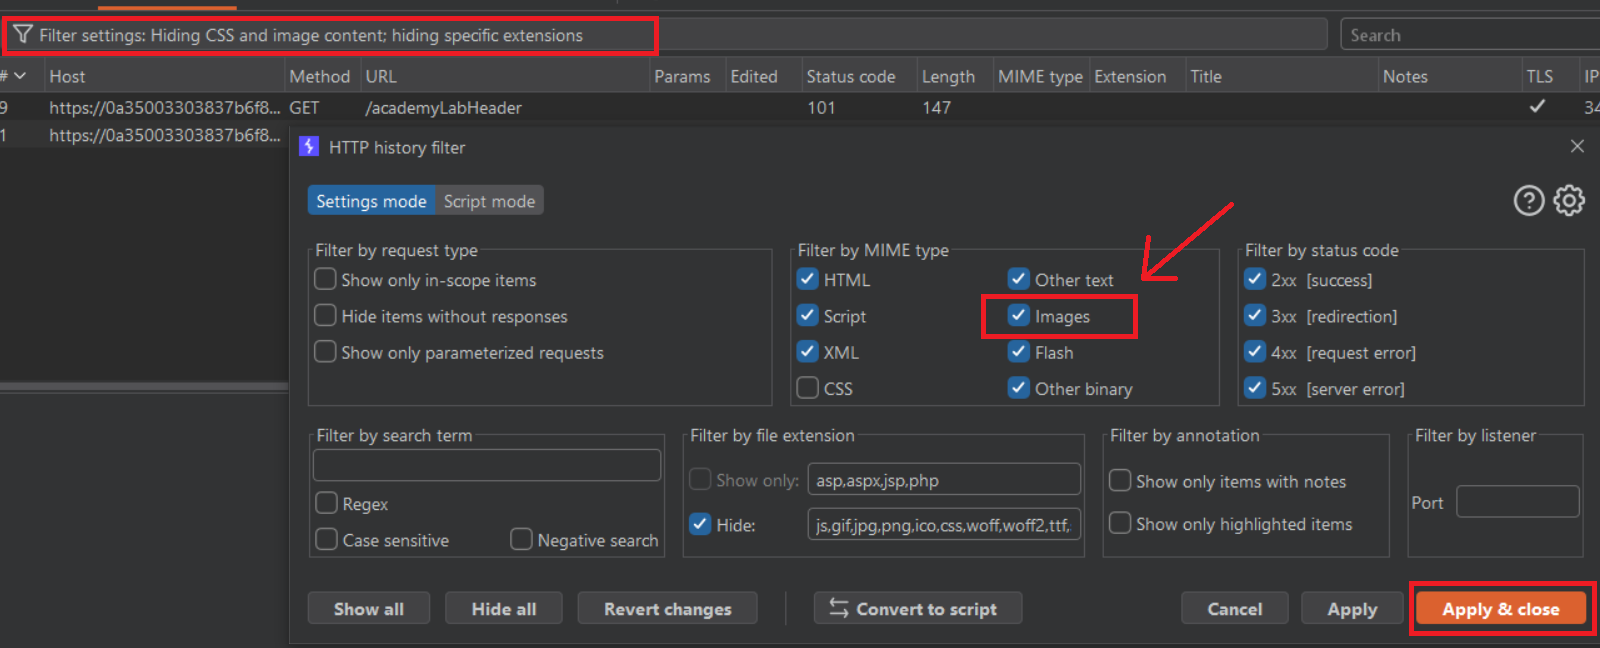 Filter settings: Hiding CSS and image content; hiding specific extensions
Search
# Host Method URL Params Edited Status code Length MIME type Extension Title Notes TLS IP
9 https://0a35003303837b6f8... GET /academyLabHeader 101 147 34
1 https://0a35003303837b6f8...
HTTP history filter
Settings mode Script mode
Filter by request type
Show only in-scope items
Hide items without responses
Show only parameterized requests
Filter by MIME type
HTML Other text
Script Images
XML Flash
CSS Other binary
Filter by status code
2xx [success]
3xx [redirection]
4xx [request error]
5xx [server error]
Filter by search term
Regex
Case sensitive Negative search
Filter by file extension
Show only: asp,aspx,jsp,php
Hide: js,gif,jpg,png,ico,css,woff,woff2,ttf,
Filter by annotation
Show only items with notes
Show only highlighted items
Filter by listener
Port
Show all Hide all Revert changes Convert to script Cancel Apply Apply & close